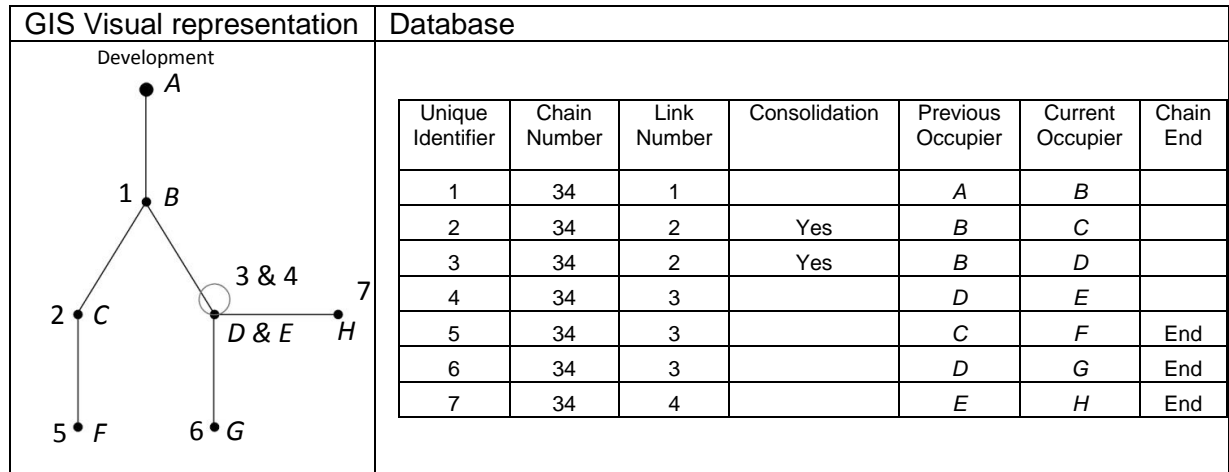 GIS Visual representation
Database
Development
A
1 B
3 & 4
7
2 C
D & E
H
5 F
6 G
Unique Identifier Chain Number Link Number Consolidation Previous Occupier Current Occupier Chain End
1 34 1 A B
2 34 2 Yes B C
3 34 2 Yes B D
4 34 3 D E
5 34 3 C F End
6 34 3 D G End
7 34 4 E H End